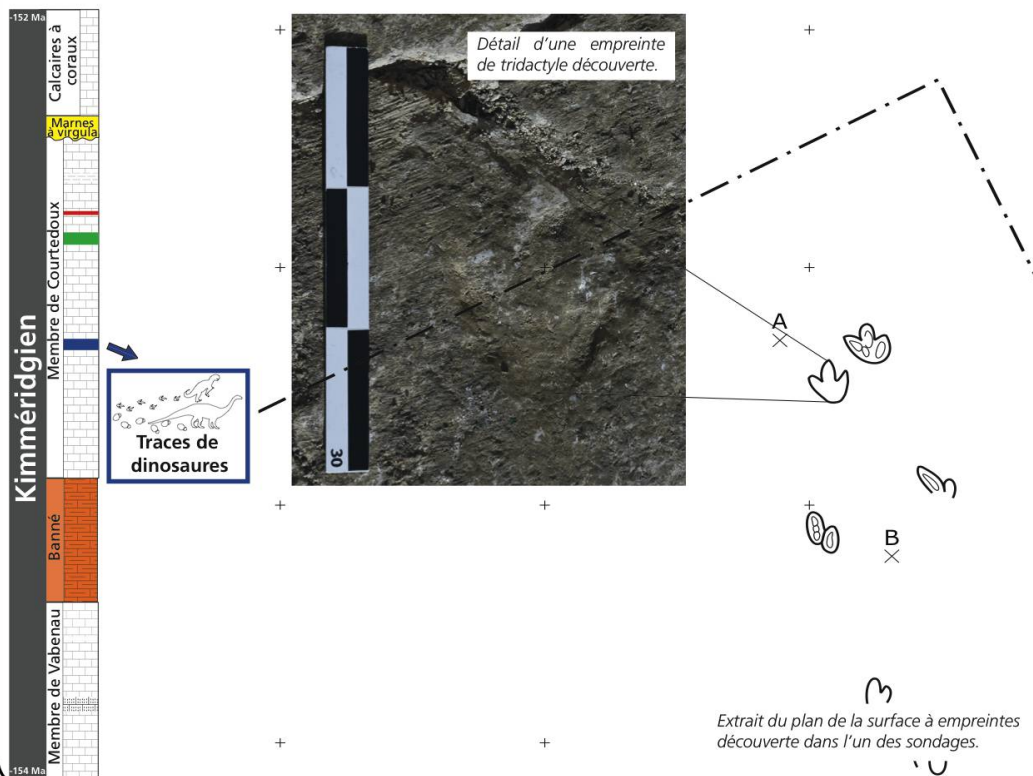 -152 Ma
Calcaires à
coraux
Marnes
à virgula
Membre de Courtedoux
Kimméridgien
Banné
Membre de Vabenau
-154 Ma
Traces de
dinosaures
Détail d'une empreinte
de tridactyle découverte.
30
A
B
Extrait du plan de la surface à empreintes
découverte dans l'un des sondages.